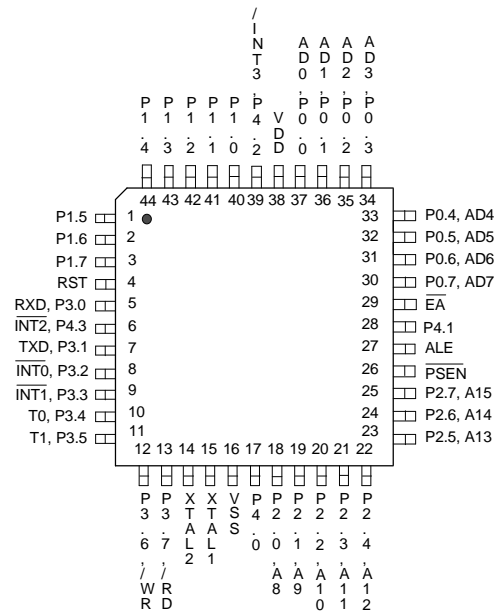 P1.4
P1.3
P1.2
P1.1
P1.0
/INT3,P4.2
VDD
AD0,P0.0
AD1,P0.1
AD2,P0.2
AD3,P0.3
44 43 42 41 40 39 38 37 36 35 34
P1.5 1
P1.6 2
P1.7 3
RST 4
RXD, P3.0 5
INT2, P4.3 6
TXD, P3.1 7
INT0, P3.2 8
INT1, P3.3 9
T0, P3.4 10
T1, P3.5 11
33 P0.4, AD4
32 P0.5, AD5
31 P0.6, AD6
30 P0.7, AD7
29 EA
28 P4.1
27 ALE
26 PSEN
25 P2.7, A15
24 P2.6, A14
23 P2.5, A13
12 13 14 15 16 17 18 19 20 21 22
P3.6,/WR
P3.7,/RD
XTAL2
XTAL1
VSS
P4.0
P2.0,A8
P2.1,A9
P2.2,A10
P2.3,A11
P2.4,A12